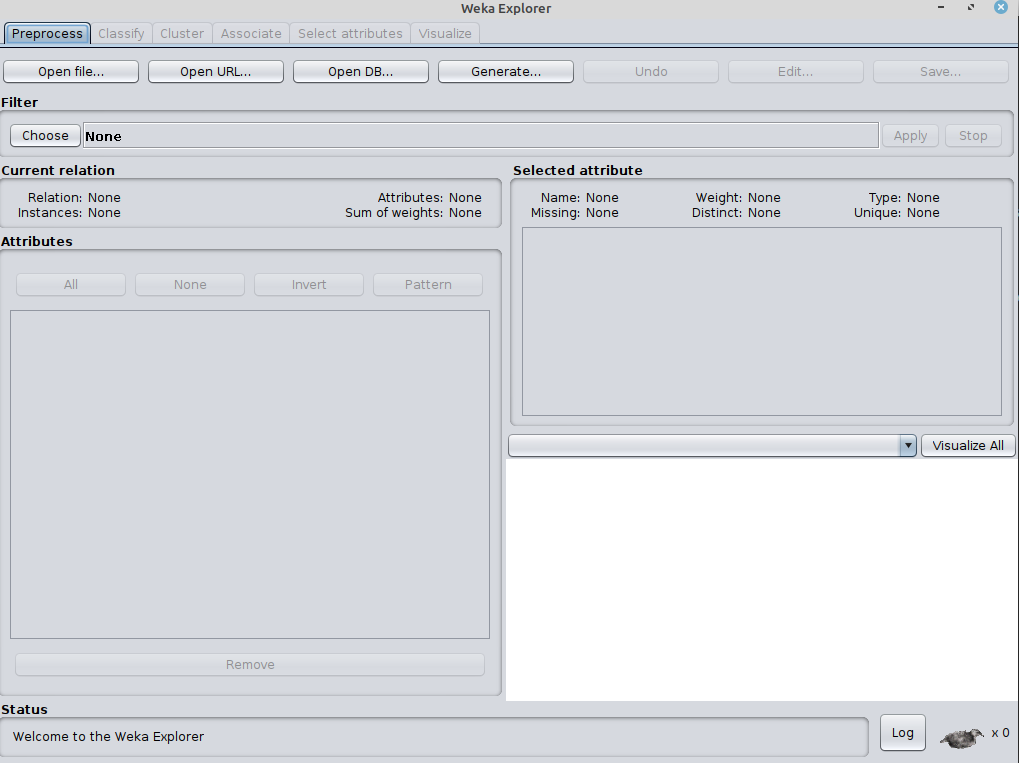 Weka Explorer
Preprocess Classify Cluster Associate Select attributes Visualize
Open file... Open URL... Open DB... Generate... Undo Edit... Save...
Filter
Choose None Apply Stop
Current relation
Relation: None Attributes: None
Instances: None Sum of weights: None
Attributes
All None Invert Pattern
Remove
Selected attribute
Name: None Weight: None Type: None
Missing: None Distinct: None Unique: None
Visualize All
Status
Welcome to the Weka Explorer
Log x 0